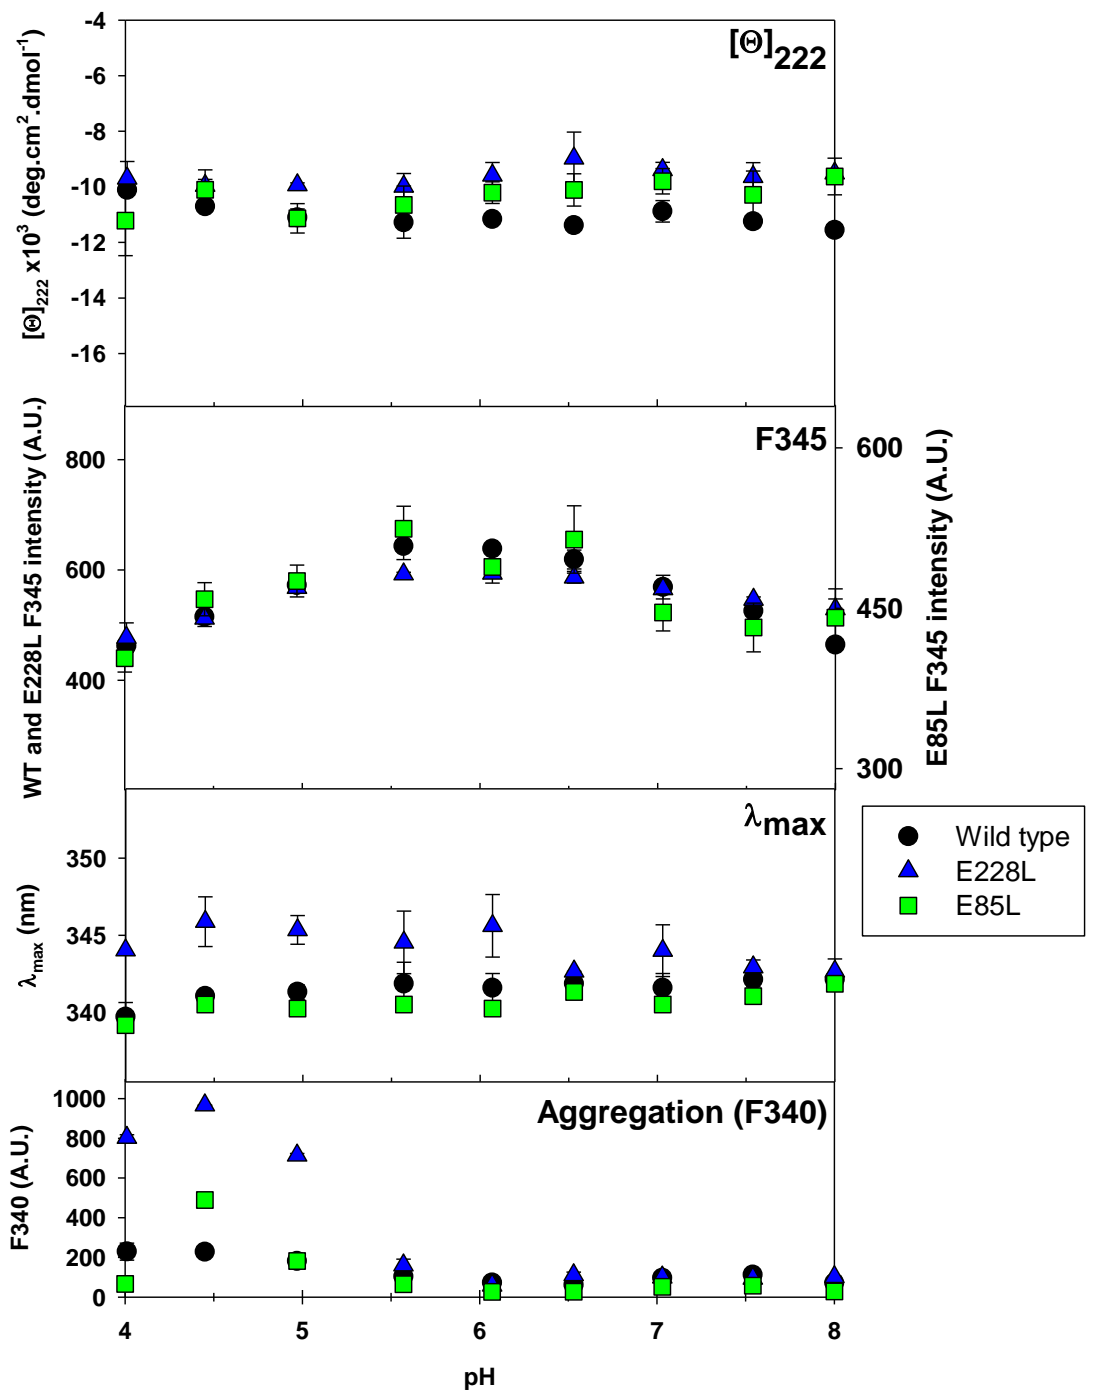 [Θ]222
-4
-6
-8
-10
-12
-14
-16
[Θ]222 x10³ (deg.cm².dmol⁻¹)
F345
800
600
400
WT and E228L F345 intensity (A.U.)
600
450
300
E85L F345 intensity (A.U.)
λmax
350
345
340
λmax (nm)
Wild type
E228L
E85L
Aggregation (F340)
1000
800
600
400
200
0
F340 (A.U.)
4 5 6 7 8
pH